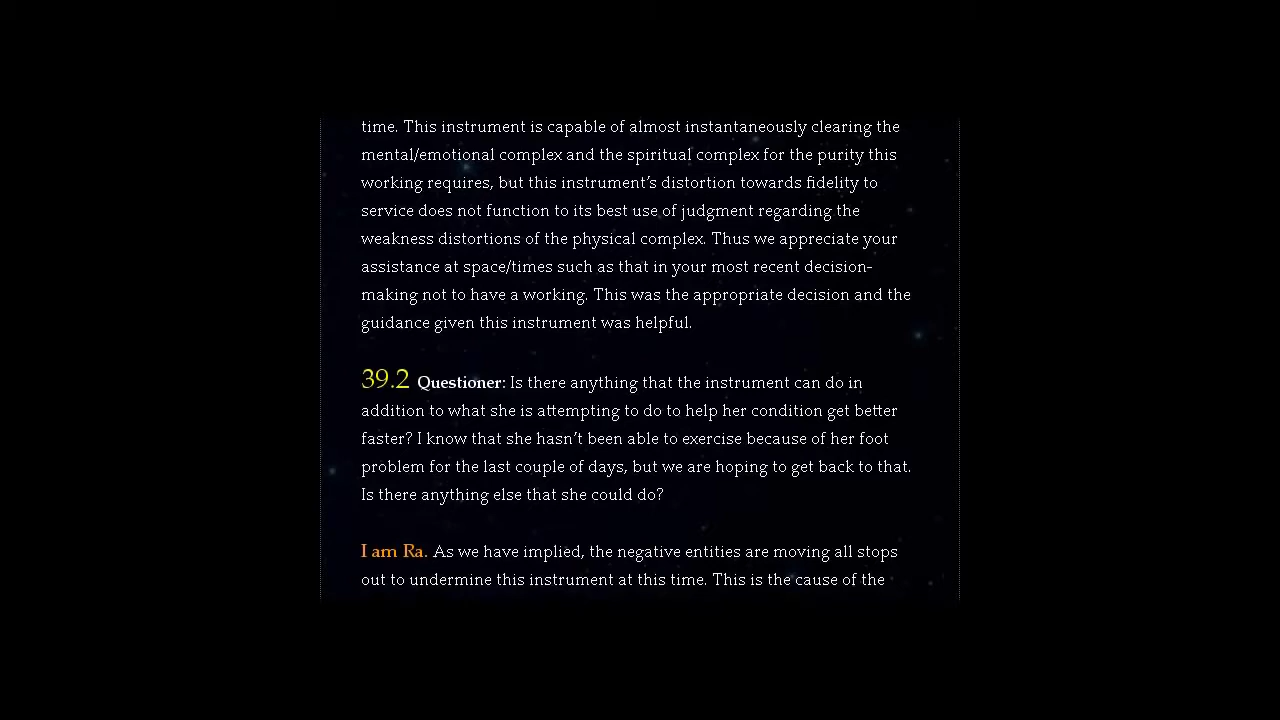 time. This instrument is capable of almost instantaneously clearing the
mental/emotional complex and the spiritual complex for the purity this
working requires, but this instrument's distortion towards fidelity to
service does not function to its best use of judgment regarding the
weakness distortions of the physical complex. Thus we appreciate your
assistance at space/times such as that in your most recent decision-
making not to have a working. This was the appropriate decision and the
guidance given this instrument was helpful.
39.2 Questioner: Is there anything that the instrument can do in
addition to what she is attempting to do to help her condition get better
faster? I know that she hasn't been able to exercise because of her foot
problem for the last couple of days, but we are hoping to get back to that.
Is there anything else that she could do?
I am Ra. As we have implied, the negative entities are moving all stops
out to undermine this instrument at this time. This is the cause of the